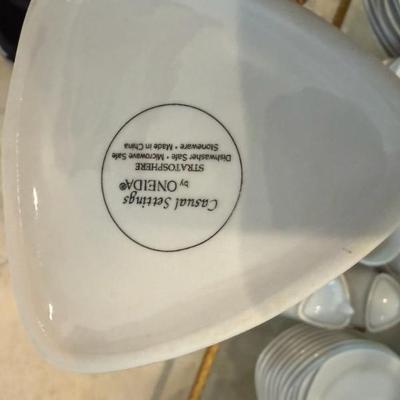 Casual Settings
by ONEIDA®
STRATOSPHERE
Dishwasher Safe • Microwave Safe
Stoneware • Made in China